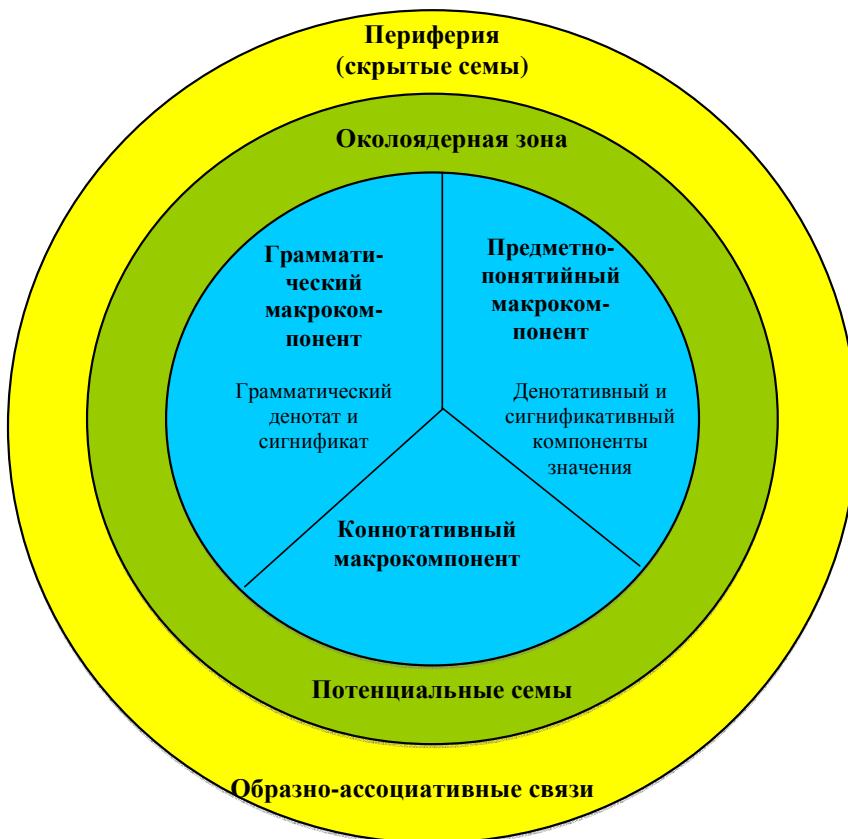 Периферия
(скрытые семы)
Околоядерная зона
Граммати-
ческий
макроком-
понент
Грамматический
денотат и
сигнификат
Предметно-
понятийный
макроком-
понент
Денотативный и
сигнификативный
компоненты
значения
Коннотативный
макрокомпонент
Потенциальные семы
Образно-ассоциативные связи